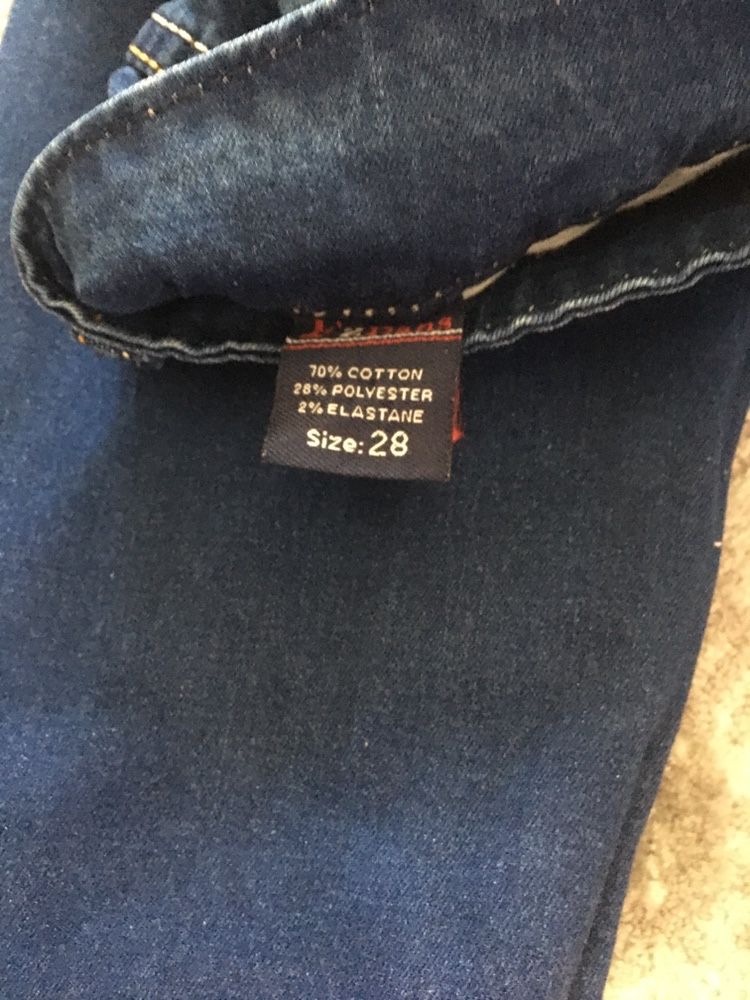 70% COTTON
28% POLYESTER
2% ELASTANE
Size: 28